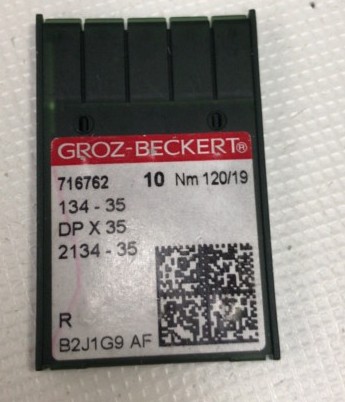 GROZ-BECKERT®
716762 10 Nm 120/19
134 - 35
DP X 35
2134 - 35
R
B2J1G9 AF